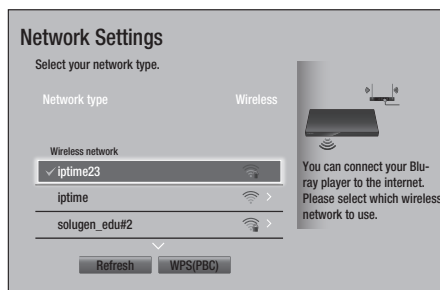 Network Settings
Select your network type.
Network type Wireless
Wireless network
iptime23
iptime
solugen_edu#2
Refresh WPS(PBC)
You can connect your Blu-
ray player to the internet.
Please select which wireless
network to use.